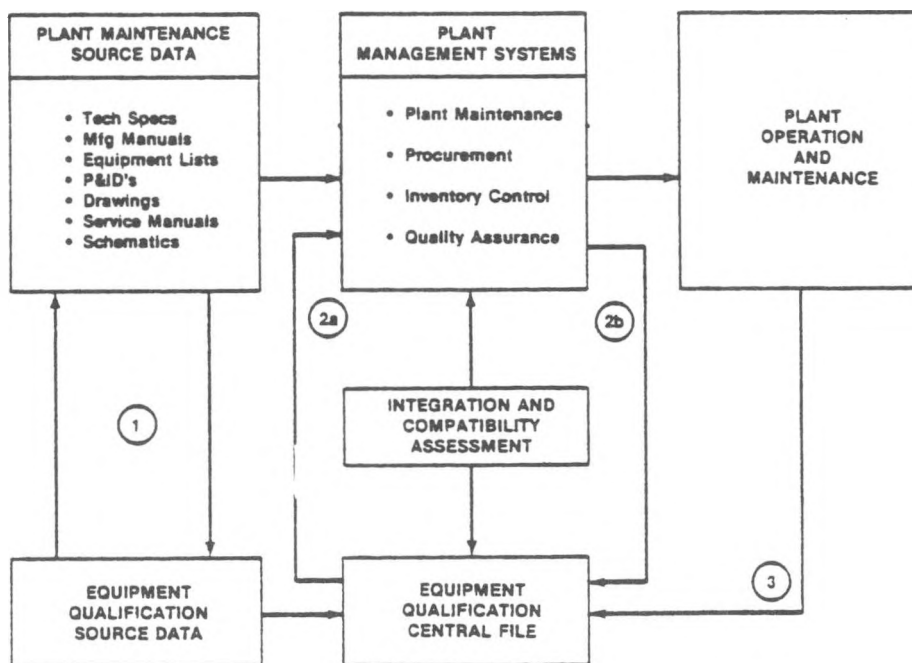 PLANT MAINTENANCE
SOURCE DATA
• Tech Specs
• Mfg Manuals
• Equipment Lists
• P&ID's
• Drawings
• Service Manuals
• Schematics
PLANT
MANAGEMENT SYSTEMS
• Plant Maintenance
• Procurement
• Inventory Control
• Quality Assurance
PLANT
OPERATION
AND
MAINTENANCE
2a
2b
1
INTEGRATION AND
COMPATIBILITY
ASSESSMENT
3
EQUIPMENT
QUALIFICATION
SOURCE DATA
EQUIPMENT
QUALIFICATION
CENTRAL FILE